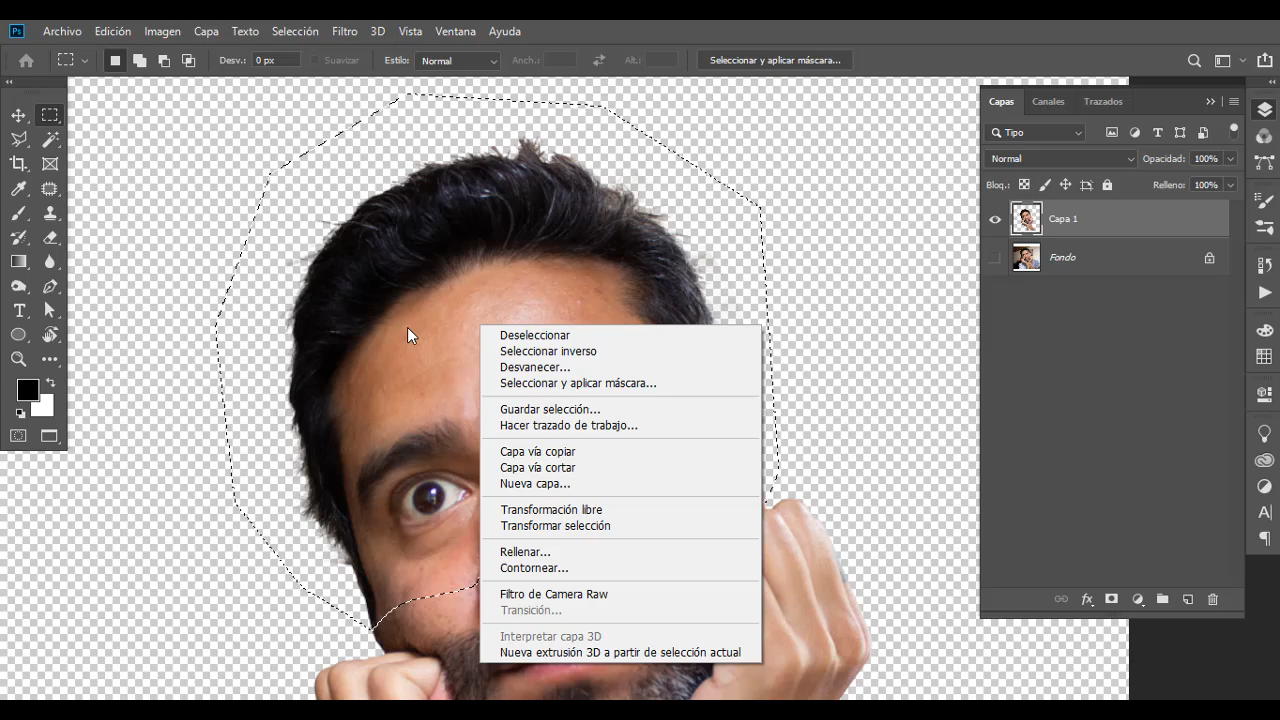 Ps Archivo Edición Imagen Capa Texto Selección Filtro 3D Vista Ventana Ayuda
Desv.: 0 px Suavizar Estilo: Normal Anch.: Alt.: Seleccionar y aplicar máscara...
Capas Canales Trazados
Tipo
Normal Opacidad: 100%
Bloq.: Relleno: 100%
Capa 1
Fondo
Deseleccionar
Seleccionar inverso
Desvanecer...
Seleccionar y aplicar máscara...
Guardar selección...
Hacer trazado de trabajo...
Capa vía copiar
Capa vía cortar
Nueva capa...
Transformación libre
Transformar selección
Rellenar...
Contornear...
Filtro de Camera Raw
Transición...
Interpretar capa 3D
Nueva extrusión 3D a partir de selección actual
fx